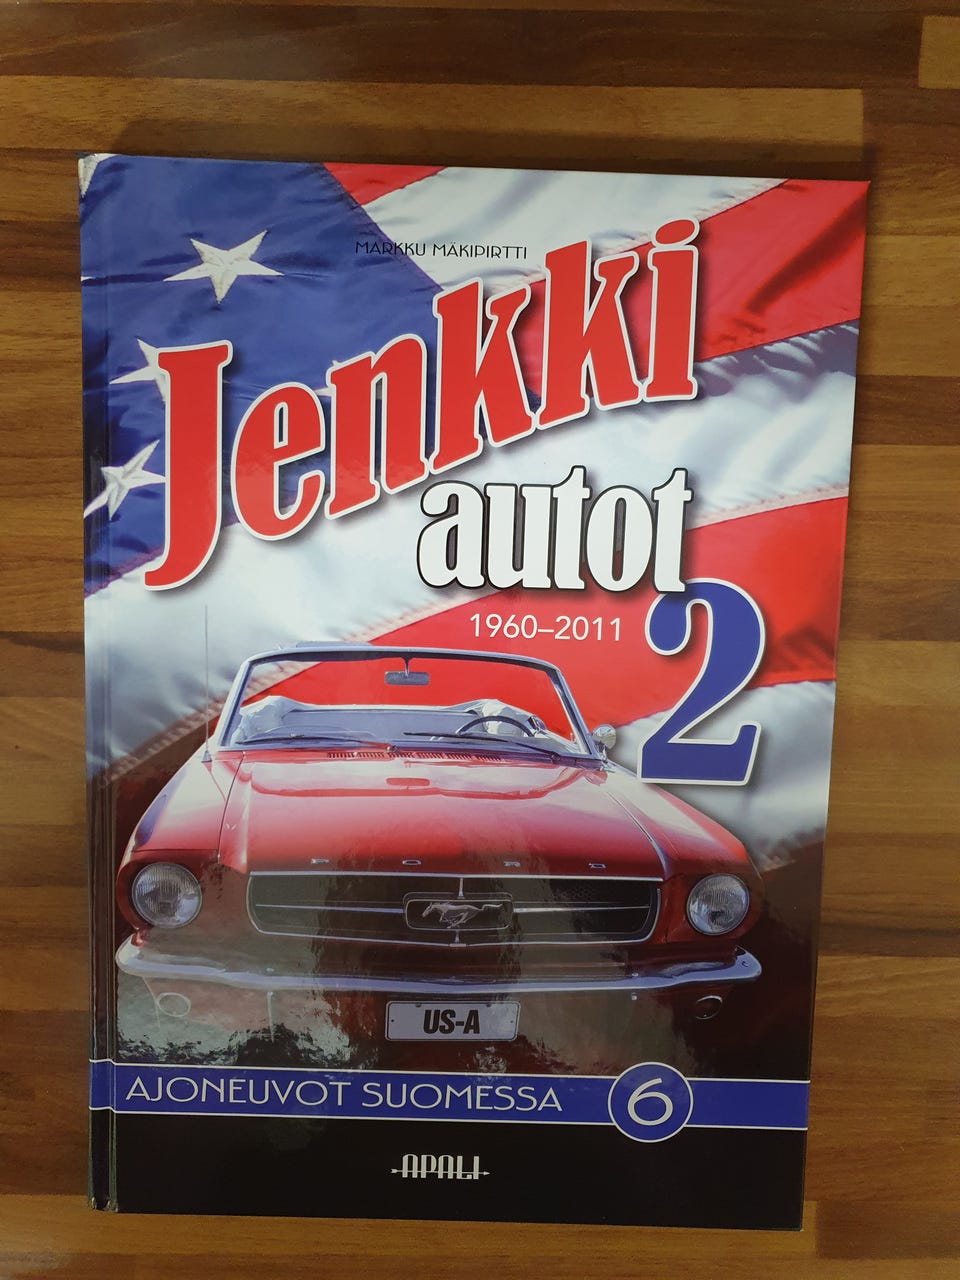 MARKKU MÄKIPIRTTI
Jenkki
autot
1960–2011
2
FORD
US-A
AJONEUVOT SUOMESSA 6
APALI